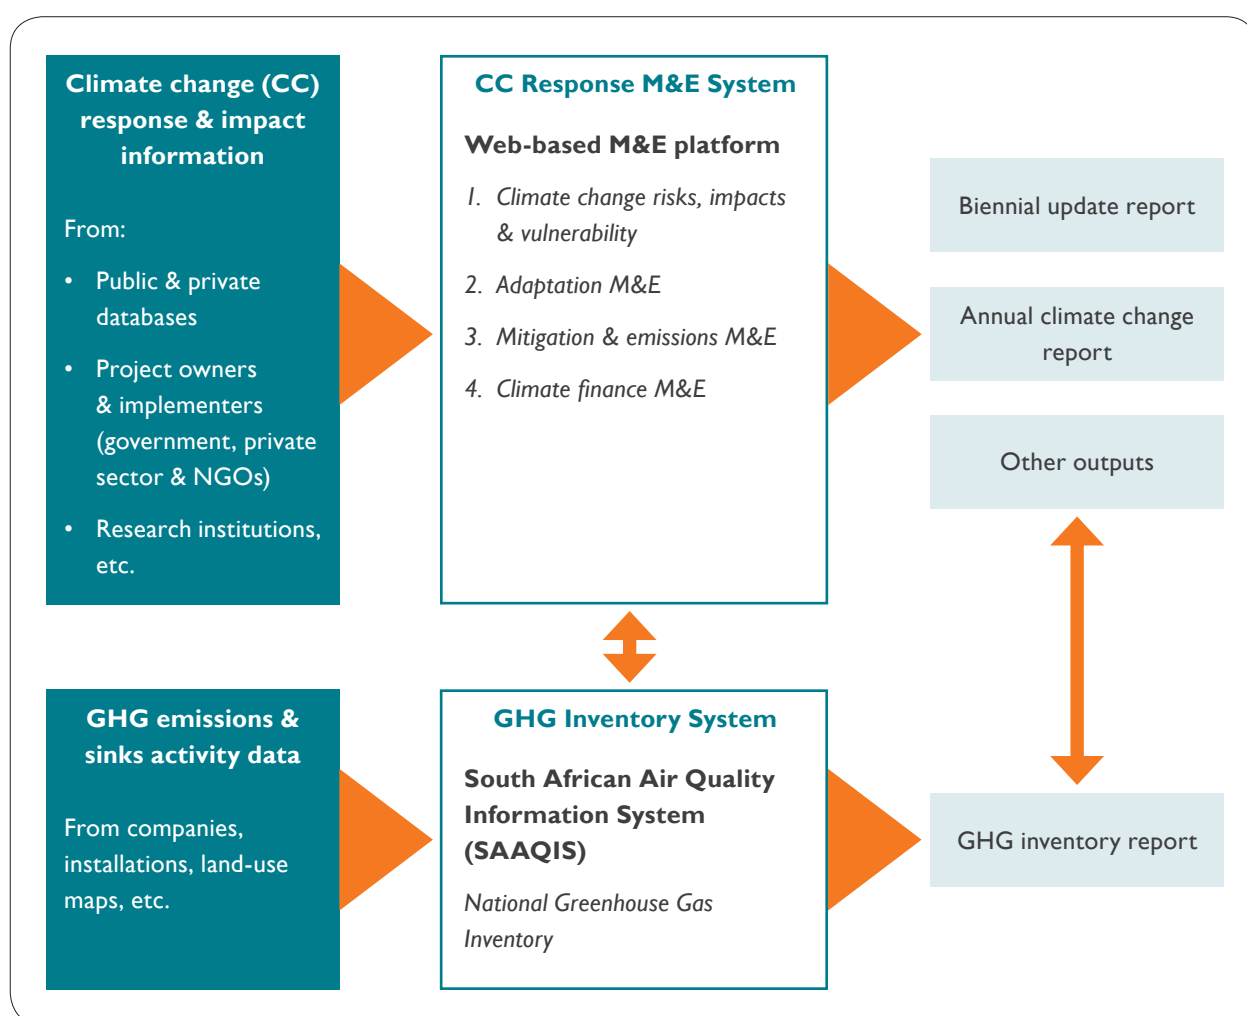 Climate change (CC)
response & impact
information
From:
• Public & private
databases
• Project owners
& implementers
(government, private
sector & NGOs)
• Research institutions,
etc.
CC Response M&E System
Web-based M&E platform
1. Climate change risks, impacts
& vulnerability
2. Adaptation M&E
3. Mitigation & emissions M&E
4. Climate finance M&E
Biennial update report
Annual climate change
report
Other outputs
GHG emissions &
sinks activity data
From companies,
installations, land-use
maps, etc.
GHG Inventory System
South African Air Quality
Information System
(SAAQIS)
National Greenhouse Gas
Inventory
GHG inventory report